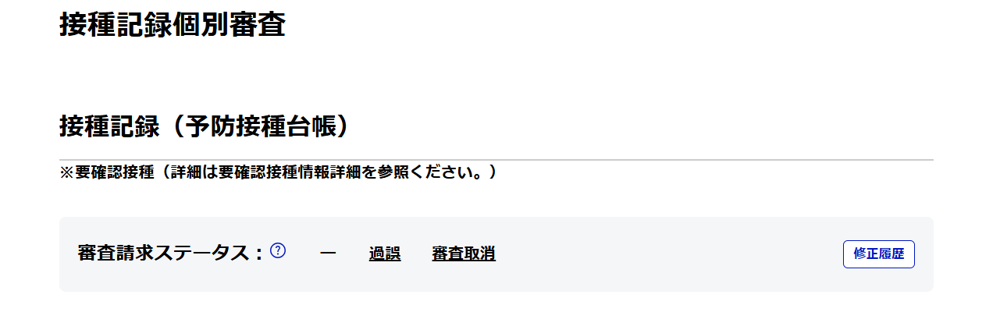 接種記録個別審査
接種記録（予防接種台帳）
※要確認接種（詳細は要確認接種情報詳細を参照ください。）
審査請求ステータス： ? ー 過誤 審査取消 修正履歴